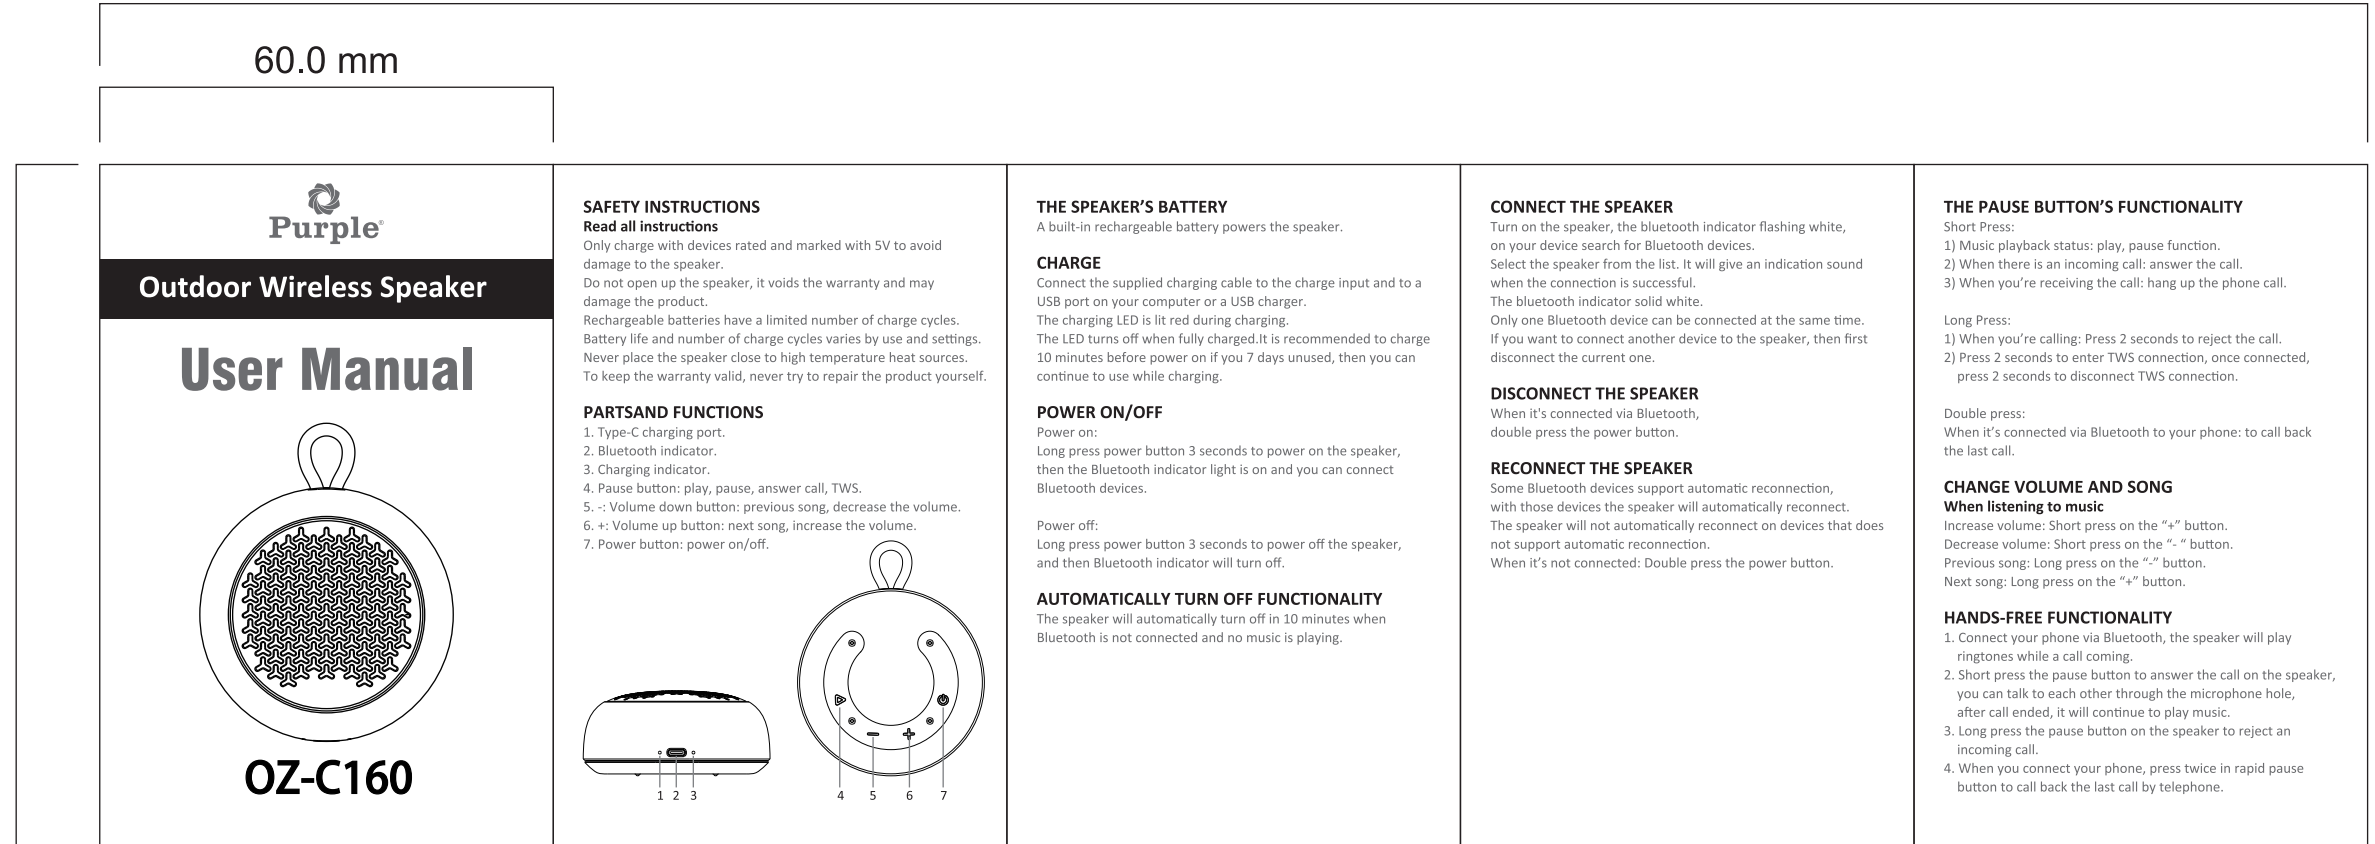 60.0 mm
Purple®
Outdoor Wireless Speaker
User Manual
OZ-C160
SAFETY INSTRUCTIONS
Read all instructions
Only charge with devices rated and marked with 5V to avoid
damage to the speaker.
Do not open up the speaker, it voids the warranty and may
damage the product.
Rechargeable batteries have a limited number of charge cycles.
Battery life and number of charge cycles varies by use and settings.
Never place the speaker close to high temperature heat sources.
To keep the warranty valid, never try to repair the product yourself.
PARTSAND FUNCTIONS
1. Type-C charging port.
2. Bluetooth indicator.
3. Charging indicator.
4. Pause button: play, pause, answer call, TWS.
5. -: Volume down button: previous song, decrease the volume.
6. +: Volume up button: next song, increase the volume.
7. Power button: power on/off.
1 2 3
4 5 6 7
THE SPEAKER’S BATTERY
A built-in rechargeable battery powers the speaker.
CHARGE
Connect the supplied charging cable to the charge input and to a
USB port on your computer or a USB charger.
The charging LED is lit red during charging.
The LED turns off when fully charged.It is recommended to charge
10 minutes before power on if you 7 days unused, then you can
continue to use while charging.
POWER ON/OFF
Power on:
Long press power button 3 seconds to power on the speaker,
then the Bluetooth indicator light is on and you can connect
Bluetooth devices.
Power off:
Long press power button 3 seconds to power off the speaker,
and then Bluetooth indicator will turn off.
AUTOMATICALLY TURN OFF FUNCTIONALITY
The speaker will automatically turn off in 10 minutes when
Bluetooth is not connected and no music is playing.
CONNECT THE SPEAKER
Turn on the speaker, the bluetooth indicator flashing white,
on your device search for Bluetooth devices.
Select the speaker from the list. It will give an indication sound
when the connection is successful.
The bluetooth indicator solid white.
Only one Bluetooth device can be connected at the same time.
If you want to connect another device to the speaker, then first
disconnect the current one.
DISCONNECT THE SPEAKER
When it's connected via Bluetooth,
double press the power button.
RECONNECT THE SPEAKER
Some Bluetooth devices support automatic reconnection,
with those devices the speaker will automatically reconnect.
The speaker will not automatically reconnect on devices that does
not support automatic reconnection.
When it’s not connected: Double press the power button.
THE PAUSE BUTTON’S FUNCTIONALITY
Short Press:
1) Music playback status: play, pause function.
2) When there is an incoming call: answer the call.
3) When you’re receiving the call: hang up the phone call.
Long Press:
1) When you’re calling: Press 2 seconds to reject the call.
2) Press 2 seconds to enter TWS connection, once connected,
press 2 seconds to disconnect TWS connection.
Double press:
When it’s connected via Bluetooth to your phone: to call back
the last call.
CHANGE VOLUME AND SONG
When listening to music
Increase volume: Short press on the “+” button.
Decrease volume: Short press on the “- “ button.
Previous song: Long press on the “-” button.
Next song: Long press on the “+” button.
HANDS-FREE FUNCTIONALITY
1. Connect your phone via Bluetooth, the speaker will play
ringtones while a call coming.
2. Short press the pause button to answer the call on the speaker,
you can talk to each other through the microphone hole,
after call ended, it will continue to play music.
3. Long press the pause button on the speaker to reject an
incoming call.
4. When you connect your phone, press twice in rapid pause
button to call back the last call by telephone.